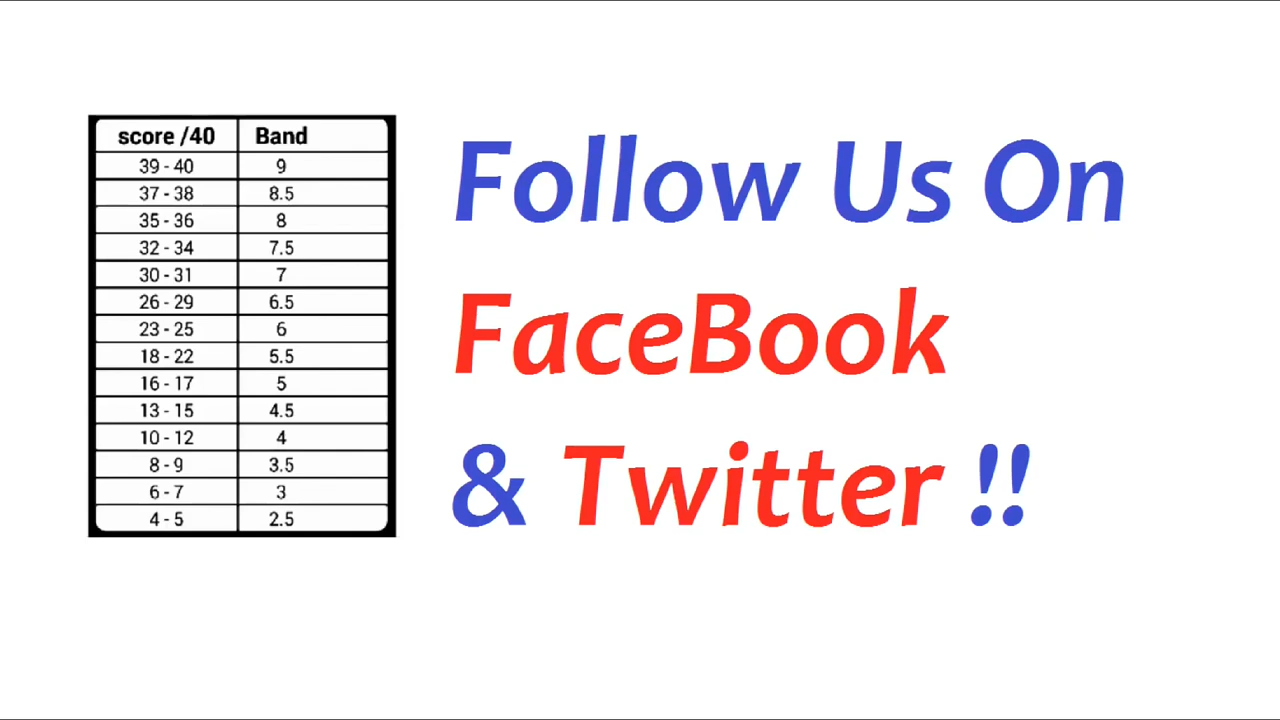 score /40 Band
39 - 40 9
37 - 38 8.5
35 - 36 8
32 - 34 7.5
30 - 31 7
26 - 29 6.5
23 - 25 6
18 - 22 5.5
16 - 17 5
13 - 15 4.5
10 - 12 4
8 - 9 3.5
6 - 7 3
4 - 5 2.5
Follow Us On
FaceBook
& Twitter !!